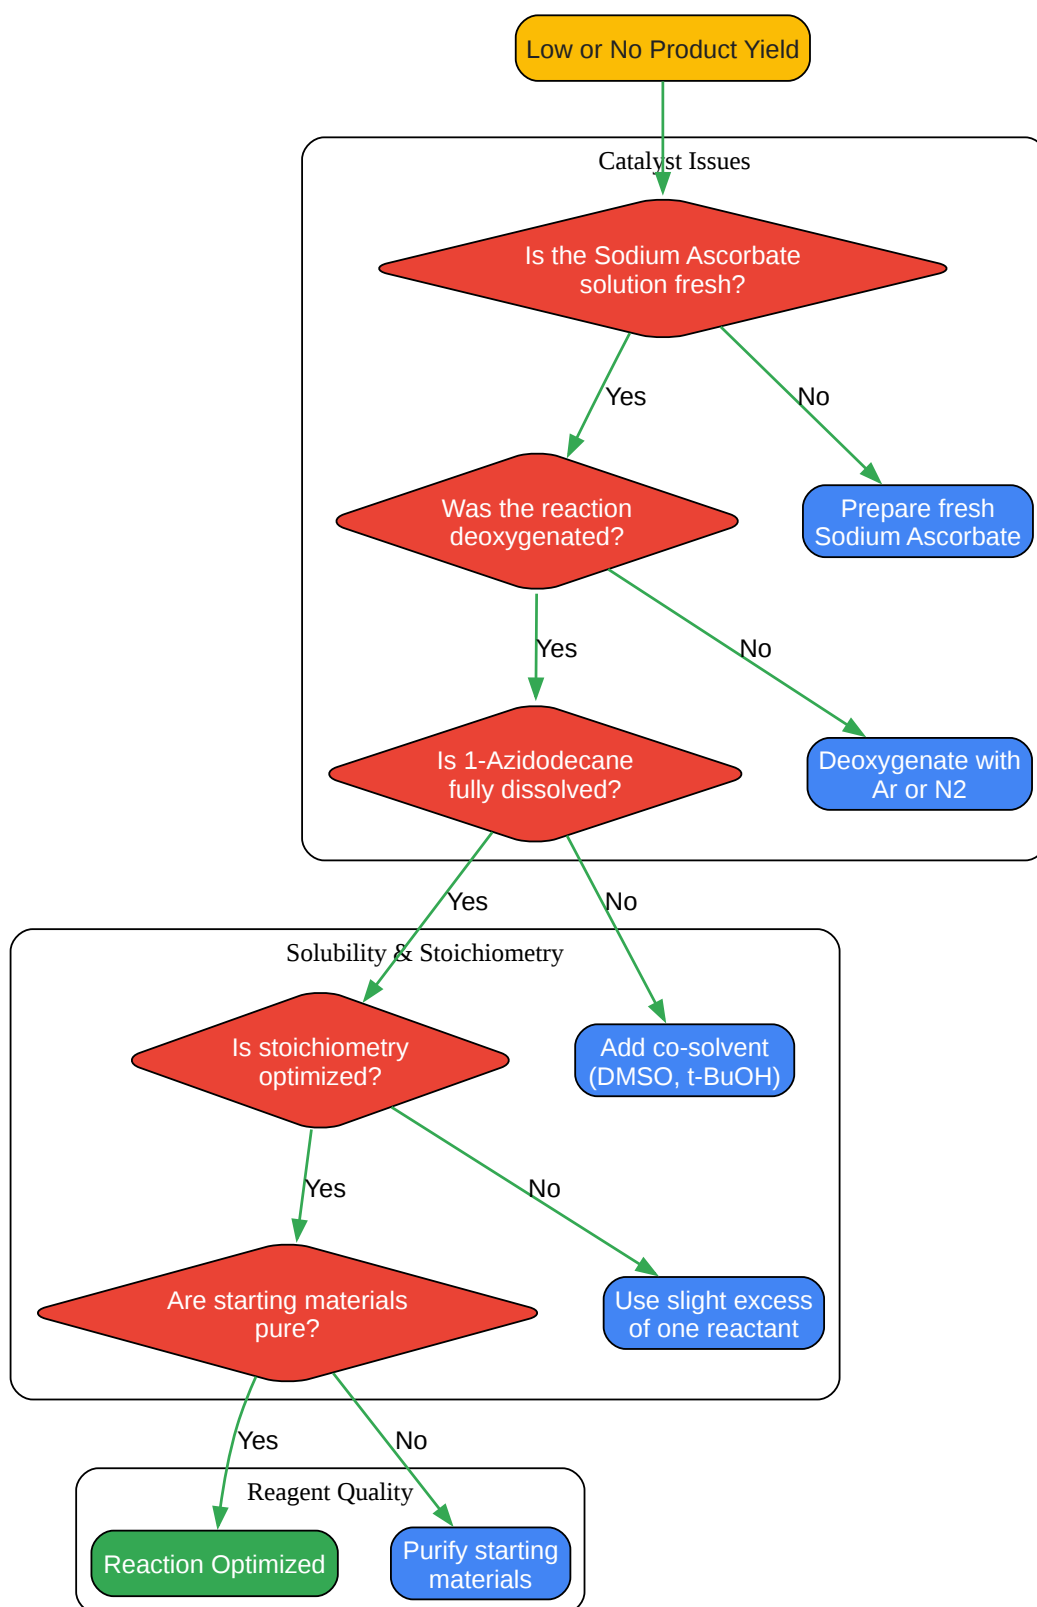 Low or No Product Yield
Catalyst Issues
Is the Sodium Ascorbate
solution fresh?
Yes
No
Was the reaction
deoxygenated?
Prepare fresh
Sodium Ascorbate
Yes
No
Is 1-Azidodecane
fully dissolved?
Deoxygenate with
Ar or N2
Yes
No
Solubility & Stoichiometry
Is stoichiometry
optimized?
Add co-solvent
(DMSO, t-BuOH)
Yes
No
Are starting materials
pure?
Use slight excess
of one reactant
Yes
No
Reagent Quality
Reaction Optimized
Purify starting
materials